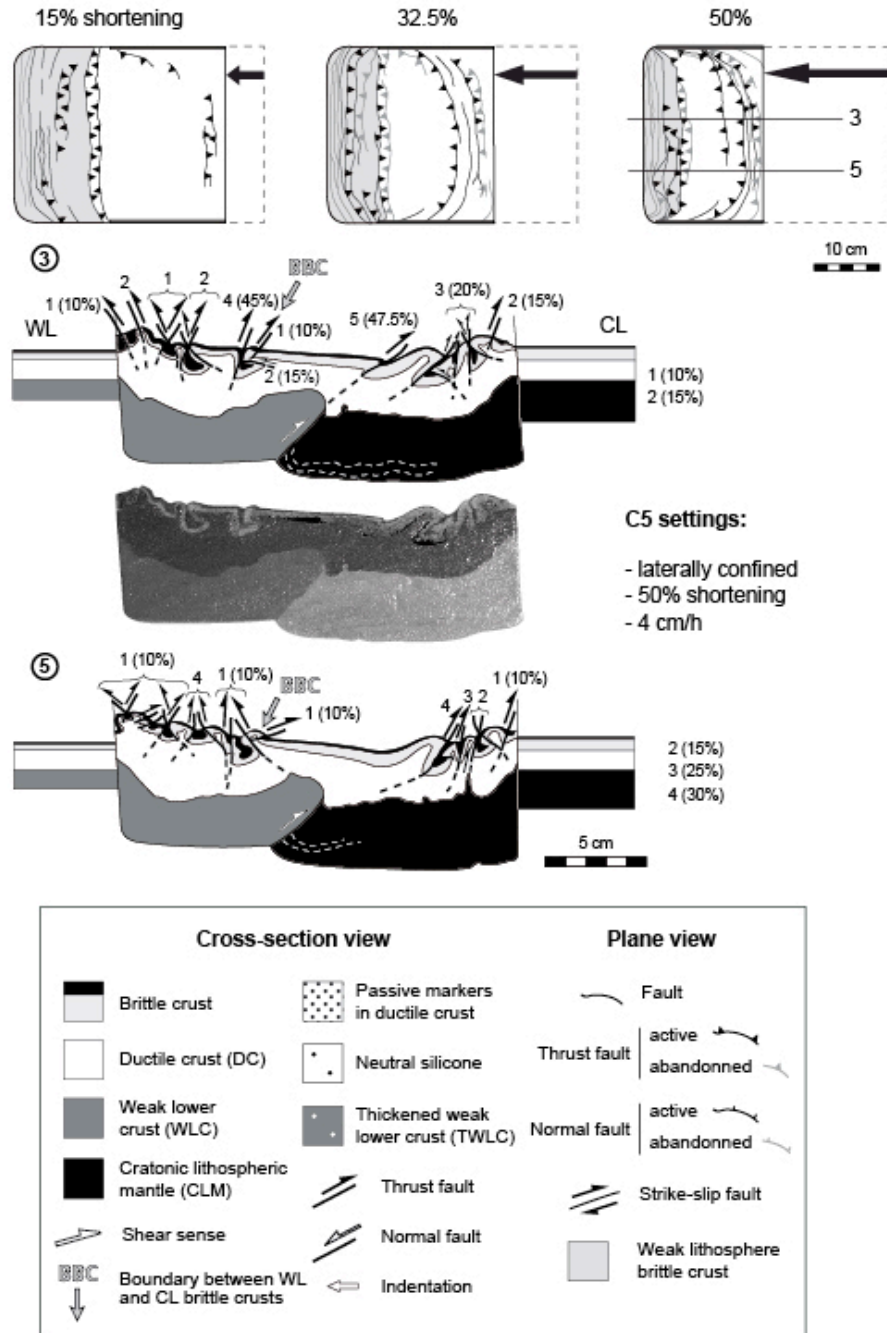 15% shortening 32.5% 50%
3
5
10 cm
③
1 (10%) 2 1 2 4 (45%) BBC
1 (10%) 5 (47.5%) 3 (20%) 2 (15%)
WL CL
2 (15%)
1 (10%)
2 (15%)
C5 settings:
- laterally confined
- 50% shortening
- 4 cm/h
⑤
1 (10%) 4 1 (10%) BBC
1 (10%) 4 3 2 1 (10%)
2 (15%)
3 (25%)
4 (30%)
5 cm
Cross-section view
Brittle crust
Ductile crust (DC)
Weak lower
crust (WLC)
Cratonic lithospheric
mantle (CLM)
Shear sense
BBC
Boundary between WL
and CL brittle crusts
Passive markers
in ductile crust
Neutral silicone
Thickened weak
lower crust (TWLC)
Thrust fault
Normal fault
Indentation
Plane view
Fault
Thrust fault
active
abandonned
Normal fault
active
abandonned
Strike-slip fault
Weak lithosphere
brittle crust